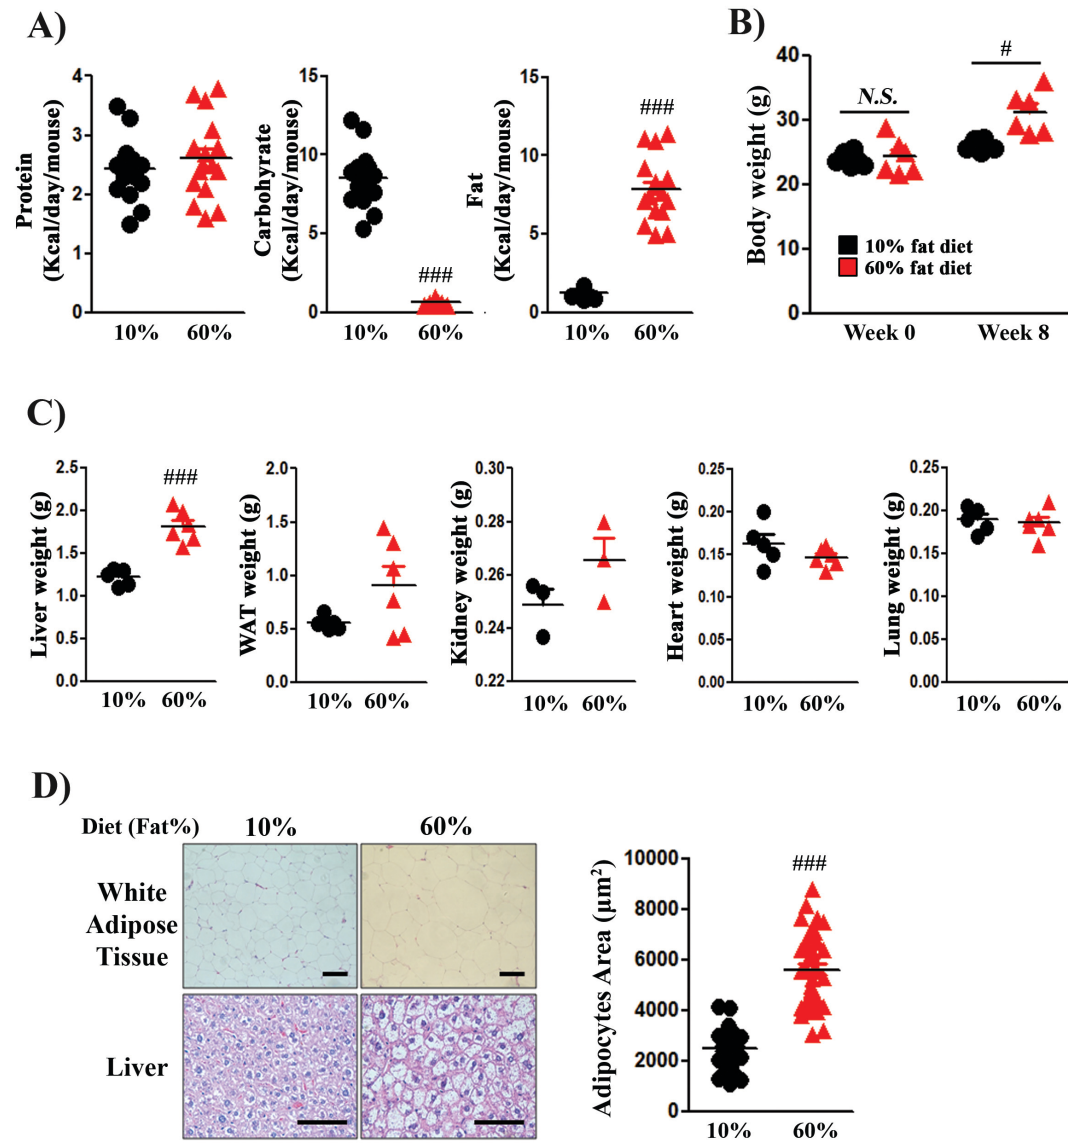 A)
Protein
(Kcal/day/mouse)
4
3
2
1
0
10% 60%
Carbohyrate
(Kcal/day/mouse)
15
10
5
0
###
10% 60%
Fat
(Kcal/day/mouse)
15
10
5
0
###
10% 60%
B)
Body weight (g)
40
30
20
10
0
N.S.
#
10% fat diet
60% fat diet
Week 0 Week 8
C)
Liver weight (g)
2.5
2.0
1.5
1.0
0.5
0.0
###
10% 60%
WAT weight (g)
2.0
1.5
1.0
0.5
0.0
10% 60%
Kidney weight (g)
0.30
0.28
0.26
0.24
0.22
10% 60%
Heart weight (g)
0.25
0.20
0.15
0.10
0.05
0.00
10% 60%
Lung weight (g)
0.25
0.20
0.15
0.10
0.05
0.00
10% 60%
D)
Diet (Fat%) 10% 60%
White
Adipose
Tissue
Liver
Adipocytes Area (µm²)
10000
8000
6000
4000
2000
0
###
10% 60%